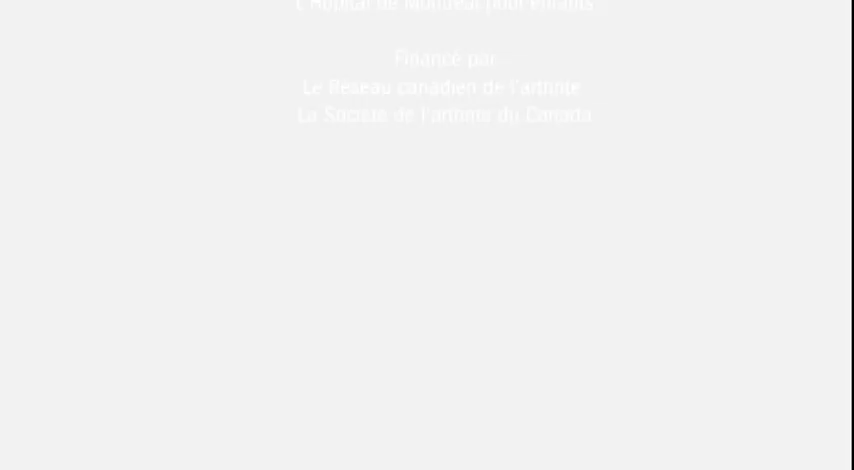 L'Hôpital de Montréal pour enfants
Financé par :
Le Réseau canadien de l'arthrite
La Société de l'arthrite du Canada